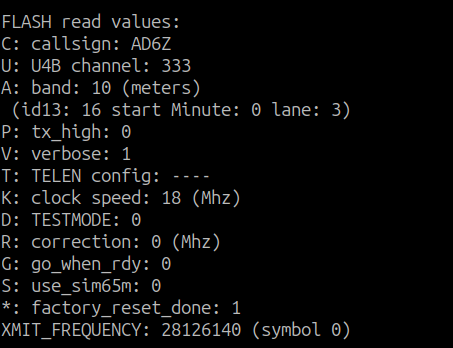 FLASH read values:
C: callsign: AD6Z
U: U4B channel: 333
A: band: 10 (meters)
(id13: 16 start Minute: 0 lane: 3)
P: tx_high: 0
V: verbose: 1
T: TELEN config: ----
K: clock speed: 18 (Mhz)
D: TESTMODE: 0
R: correction: 0 (Mhz)
G: go_when_rdy: 0
S: use_sim65m: 0
*: factory_reset_done: 1
XMIT_FREQUENCY: 28126140 (symbol 0)